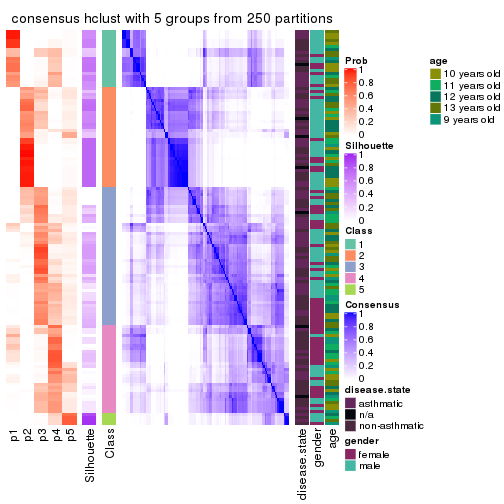 consensus hclust with 5 groups from 250 partitions
p1
p2
p3
p4
p5
Silhouette
Class
disease.state
gender
age
Prob
1
0.8
0.6
0.4
0.2
0
Silhouette
1
0.8
0.6
0.4
0.2
0
Class
1
2
3
4
5
Consensus
1
0.8
0.6
0.4
0.2
0
disease.state
asthmatic
n/a
non-asthmatic
gender
female
male
age
10 years old
11 years old
12 years old
13 years old
9 years old